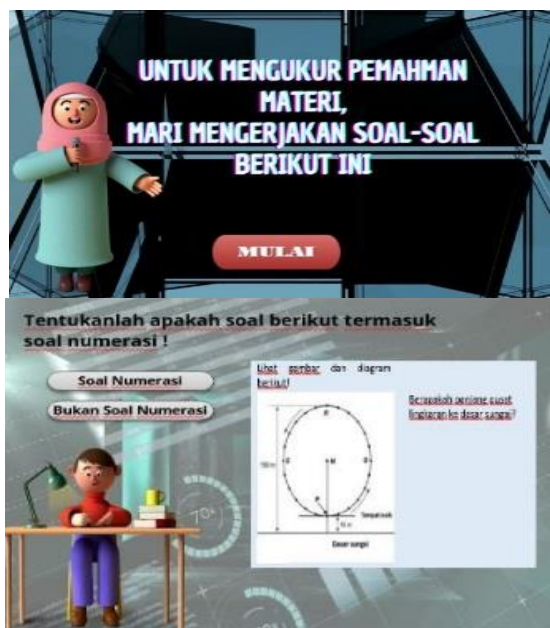 UNTUK MENGUKUR PEMAHMAN
MATERI,
MARI MENGERJAKAN SOAL-SOAL
BERIKUT INI
MULAI
Tentukanlah apakah soal berikut termasuk
soal numerasi !
Soal Numerasi
Bukan Soal Numerasi
Lihat gambar dan diagram
berikut!
Berapakah panjang pusat
lingkaran ke dasar sungai?
M
P
Dasar sungai